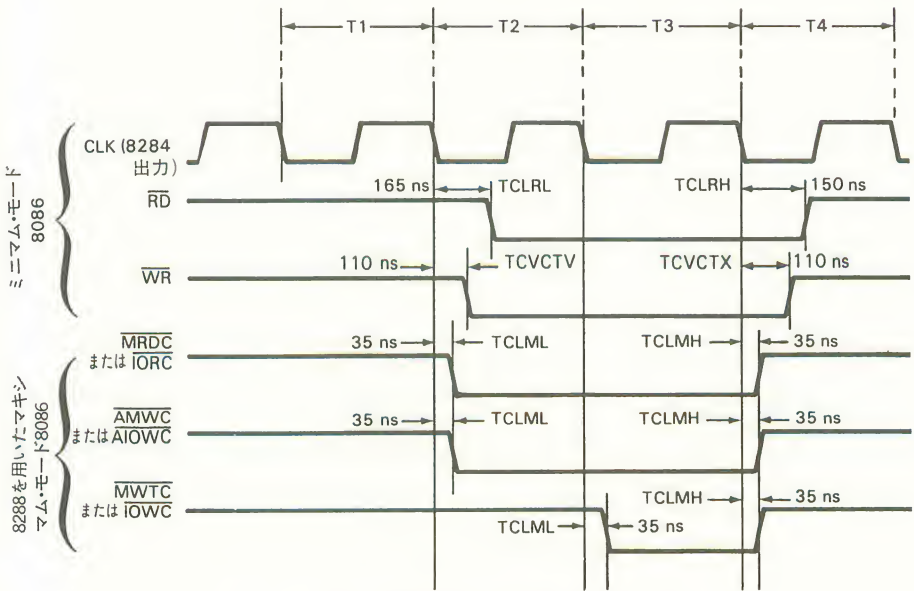 T1 T2 T3 T4
CLK (8284
出力)
165 ns TCLRL TCLRH 150 ns
RD
110 ns TCVCTV TCVCTX 110 ns
WR
MRDC 35 ns TCLML TCLMH 35 ns
または IORC
AMWC 35 ns TCLML TCLMH 35 ns
または AIOWC
MWTC TCLMH 35 ns
または IOWC
TCLML 35 ns
ミニマム・モード
8086
8288を用いたマキシ
マム・モード8086